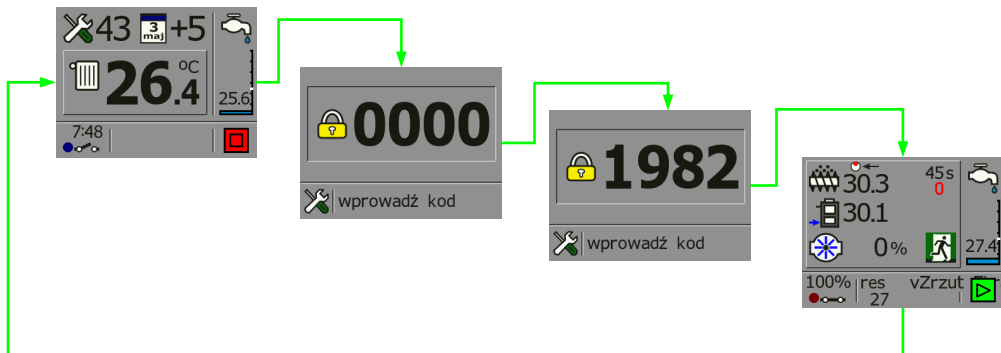 43 3 maj +5
26.4 °C
25.6
7:48
0000
wprowadź kod
1982
wprowadź kod
30.3 45s
0
30.1
0%
27.4
100% res vZrzut
27